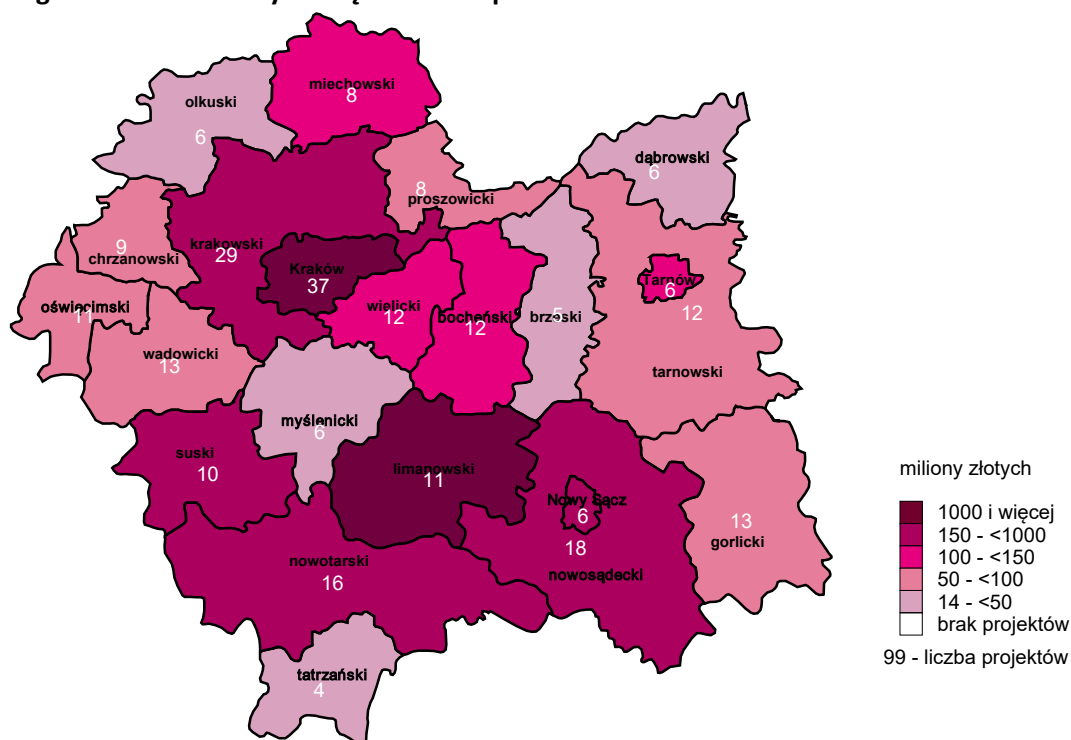 miechowski
8
olkuski
6
dąbrowski
6
8
proszowicki
9
chrzanowski
krakowski
29
Kraków
37
Tarnów
6
12
tarnowski
oświęcimski
11
wielicki
12
bocheński
12
brzeski
5
wadowicki
13
myślenicki
6
suski
10
limanowski
11
Nowy Sącz
6
18
nowosądecki
13
gorlicki
nowotarski
16
tatrzański
4
miliony złotych
1000 i więcej
150 - <1000
100 - <150
50 - <100
14 - <50
brak projektów
99 - liczba projektów